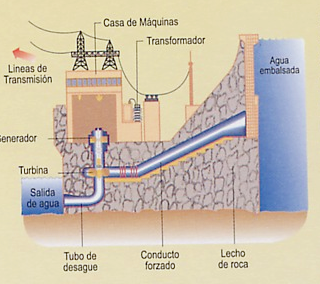 Casa de Máquinas
Transformador
Líneas de
Transmisión
Agua
embalsada
Generador
Turbina
Salida
de agua
Tubo de
desague
Conducto
forzado
Lecho
de roca